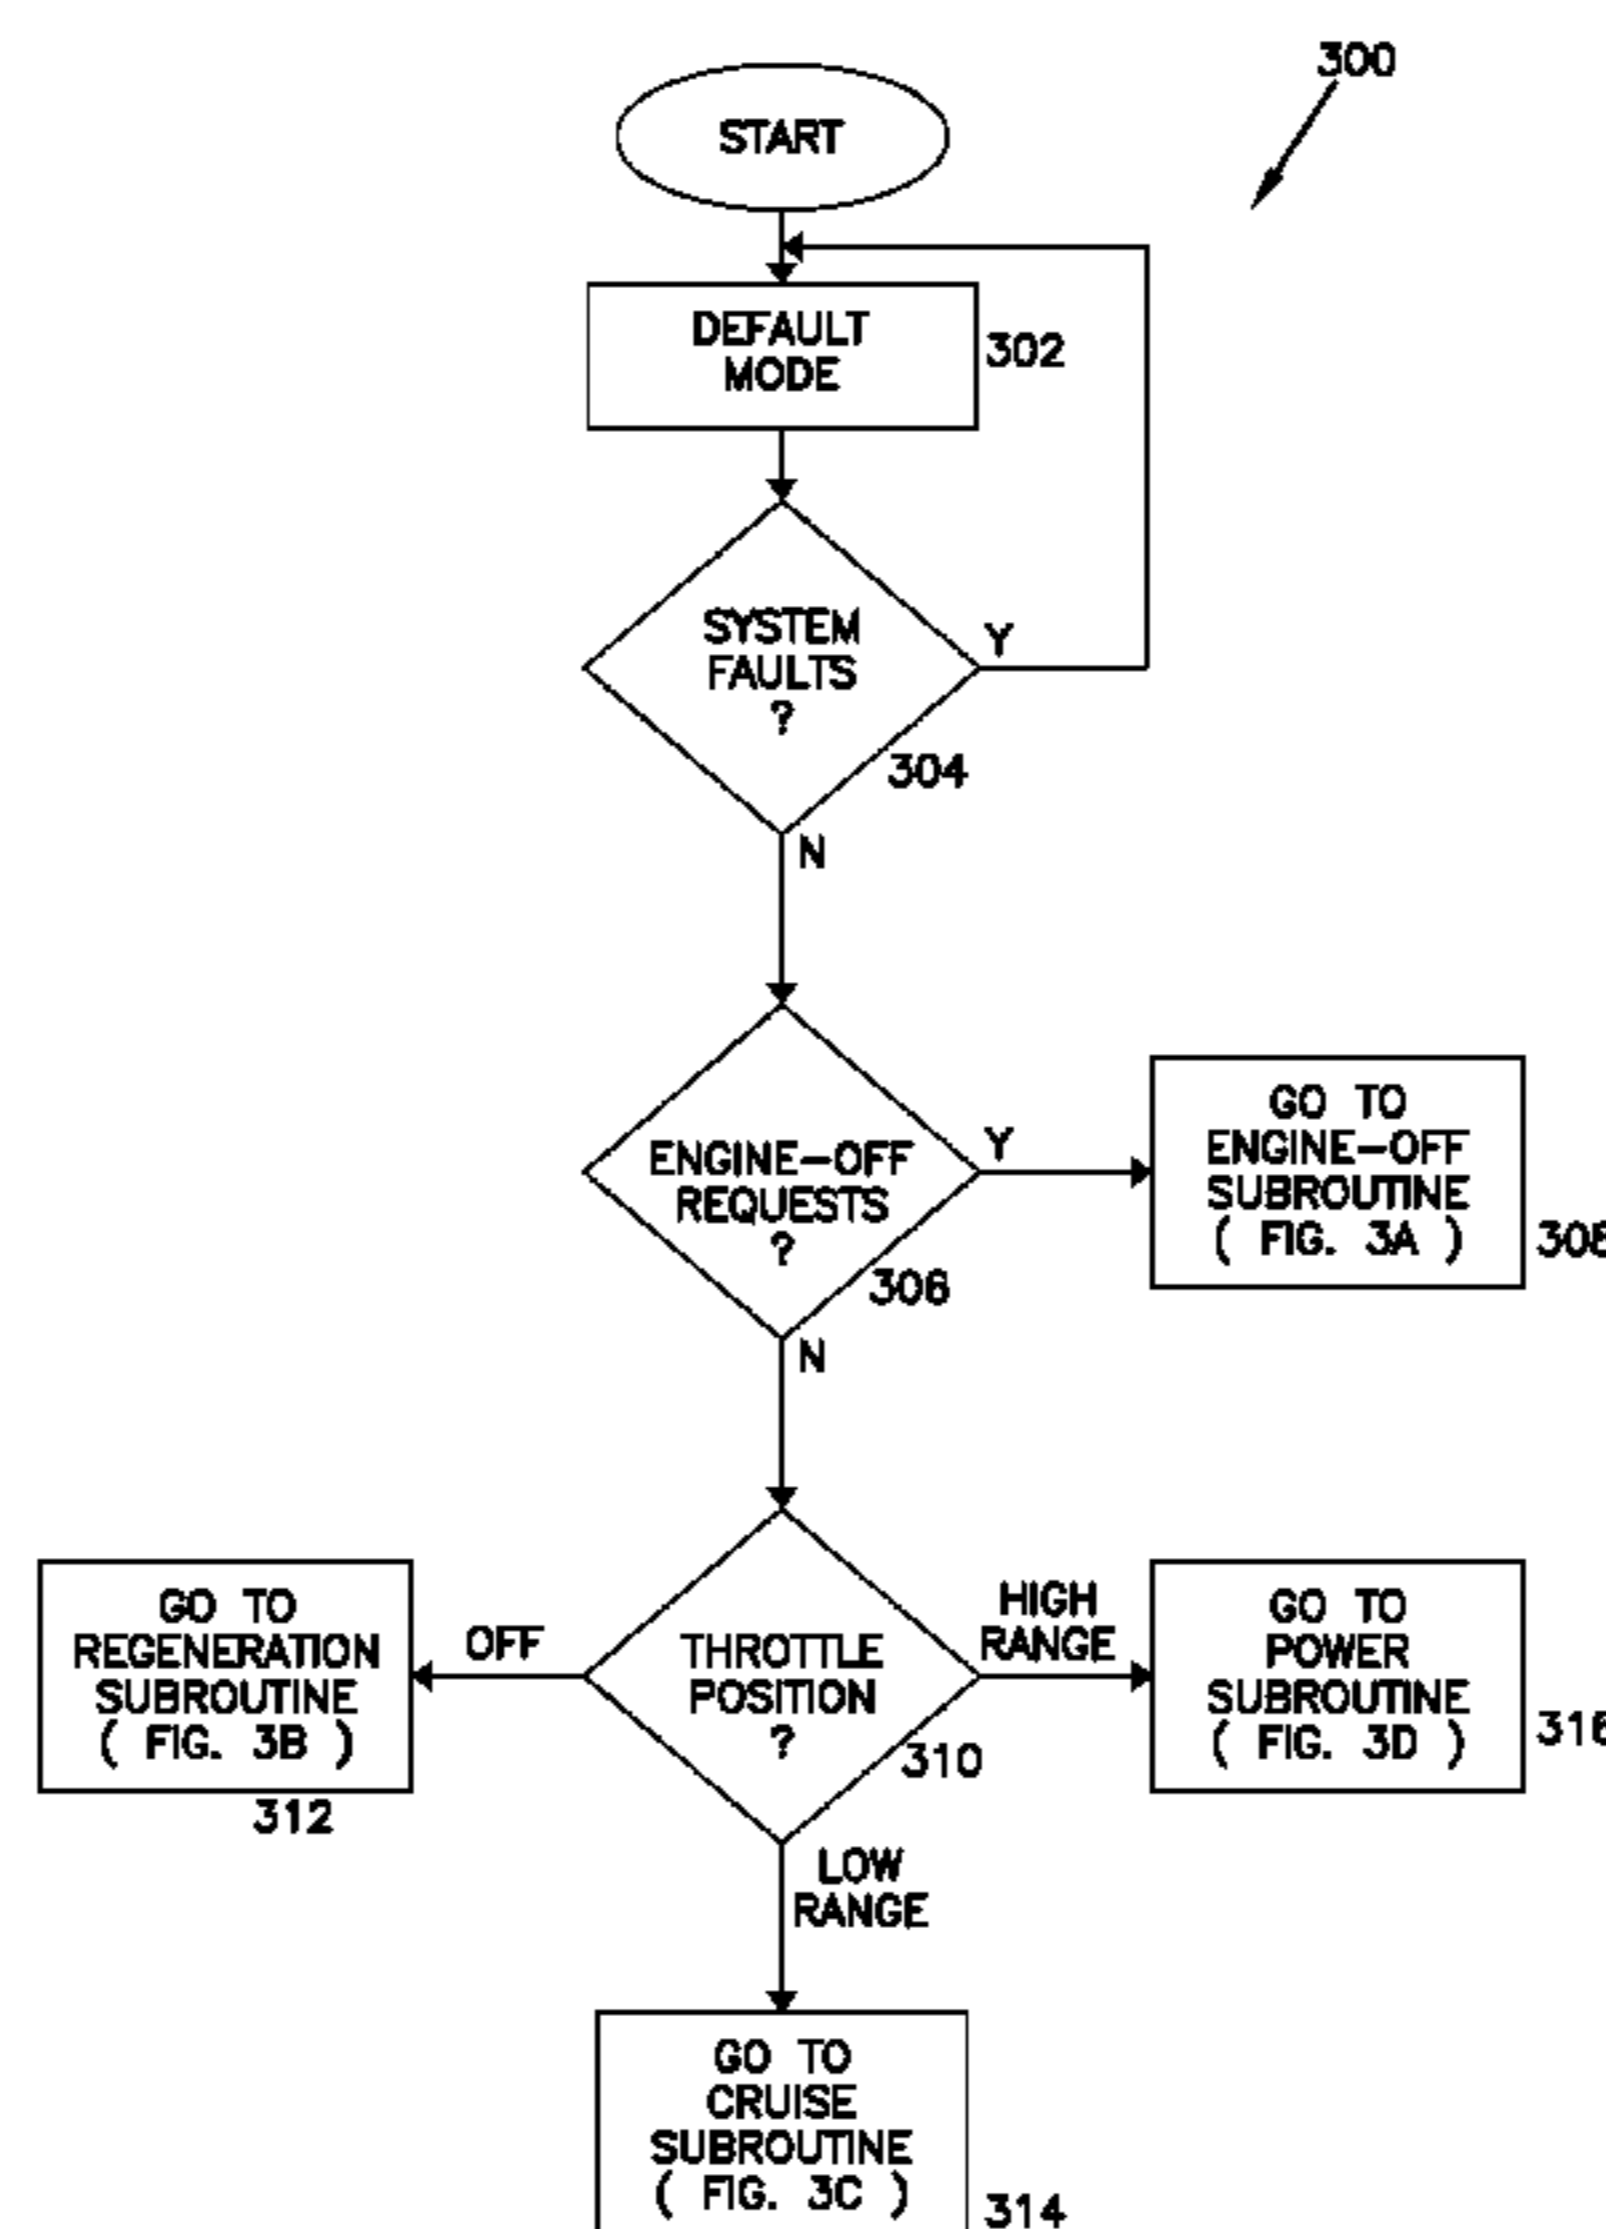 300
START
DEFAULT
MODE
302
SYSTEM
FAULTS
?
Y
304
N
ENGINE-OFF
REQUESTS
?
Y
306
GO TO
ENGINE-OFF
SUBROUTINE
( FIG. 3A )
N
GO TO
REGENERATION
SUBROUTINE
( FIG. 3B )
312
OFF
THROTTLE
POSITION
?
310
HIGH
RANGE
GO TO
POWER
SUBROUTINE
( FIG. 3D )
LOW
RANGE
GO TO
CRUISE
SUBROUTINE
( FIG. 3C )
314